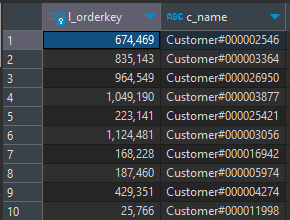 123 l_orderkey ABC c_name
1 674,469 Customer#000002546
2 835,143 Customer#000003364
3 964,549 Customer#000026950
4 1,049,190 Customer#000003877
5 223,141 Customer#000025421
6 1,124,481 Customer#000003056
7 168,228 Customer#000016942
8 187,460 Customer#000005974
9 429,351 Customer#000004274
10 25,766 Customer#000011998